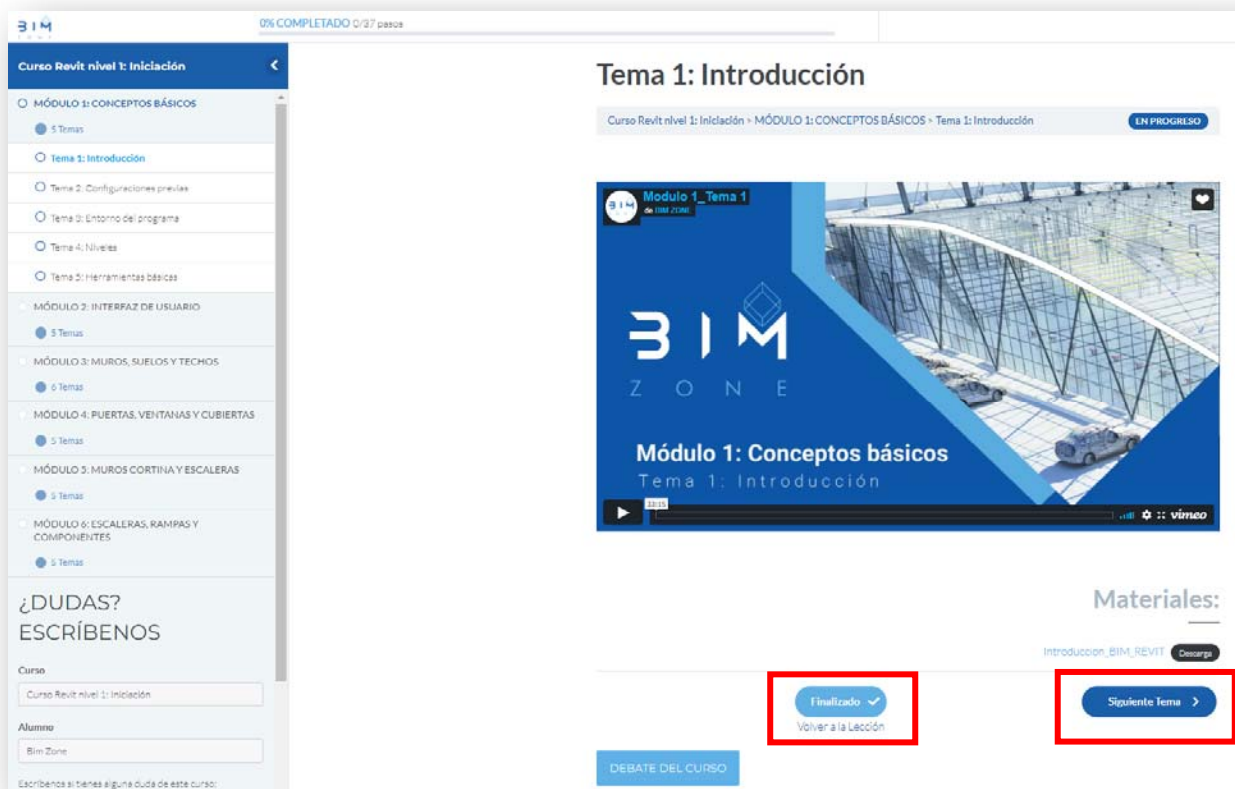 BIM
ZONE
0% COMPLETADO 0/37 pasos
Curso Revit nivel 1: Iniciación
MÓDULO 1: CONCEPTOS BÁSICOS
5 Temas
Tema 1: Introducción
Tema 2: Configuraciones previas
Tema 3: Entorno del programa
Tema 4: Niveles
Tema 5: Herramientas básicas
MÓDULO 2: INTERFAZ DE USUARIO
5 Temas
MÓDULO 3: MUROS, SUELOS Y TECHOS
6 Temas
MÓDULO 4: PUERTAS, VENTANAS Y CUBIERTAS
5 Temas
MÓDULO 5: MUROS CORTINA Y ESCALERAS
5 Temas
MÓDULO 6: ESCALERAS, RAMPAS Y
COMPONENTES
5 Temas
¿DUDAS?
ESCRÍBENOS
Curso
Curso Revit nivel 1: Iniciación
Alumno
Bim Zone
Escríbenos si tienes alguna duda de este curso:
Tema 1: Introducción
Curso Revit nivel 1: Iniciación > MÓDULO 1: CONCEPTOS BÁSICOS > Tema 1: Introducción
EN PROGRESO
Modulo 1_Tema 1
de BIM ZONE
BIM
ZONE
Módulo 1: Conceptos básicos
Tema 1: Introducción
33:15
vimeo
Materiales:
Introduccion_BIM_REVIT Descarga
Finalizado
Volver a la Lección
Siguiente Tema
DEBATE DEL CURSO